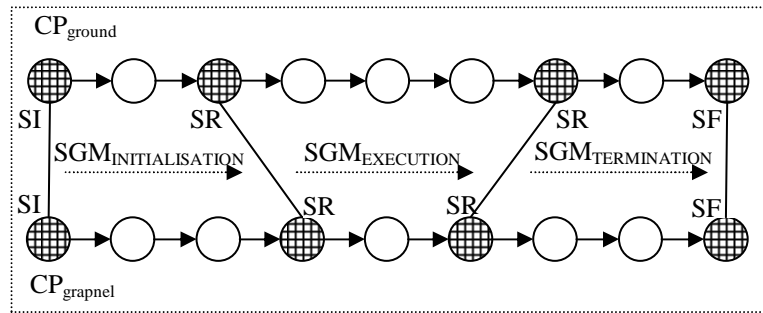 CPground
SI SR SR SF
SGMINITIALISATION SGMEXECUTION SGMTERMINATION
SI SR SR SF
CPgrapnel